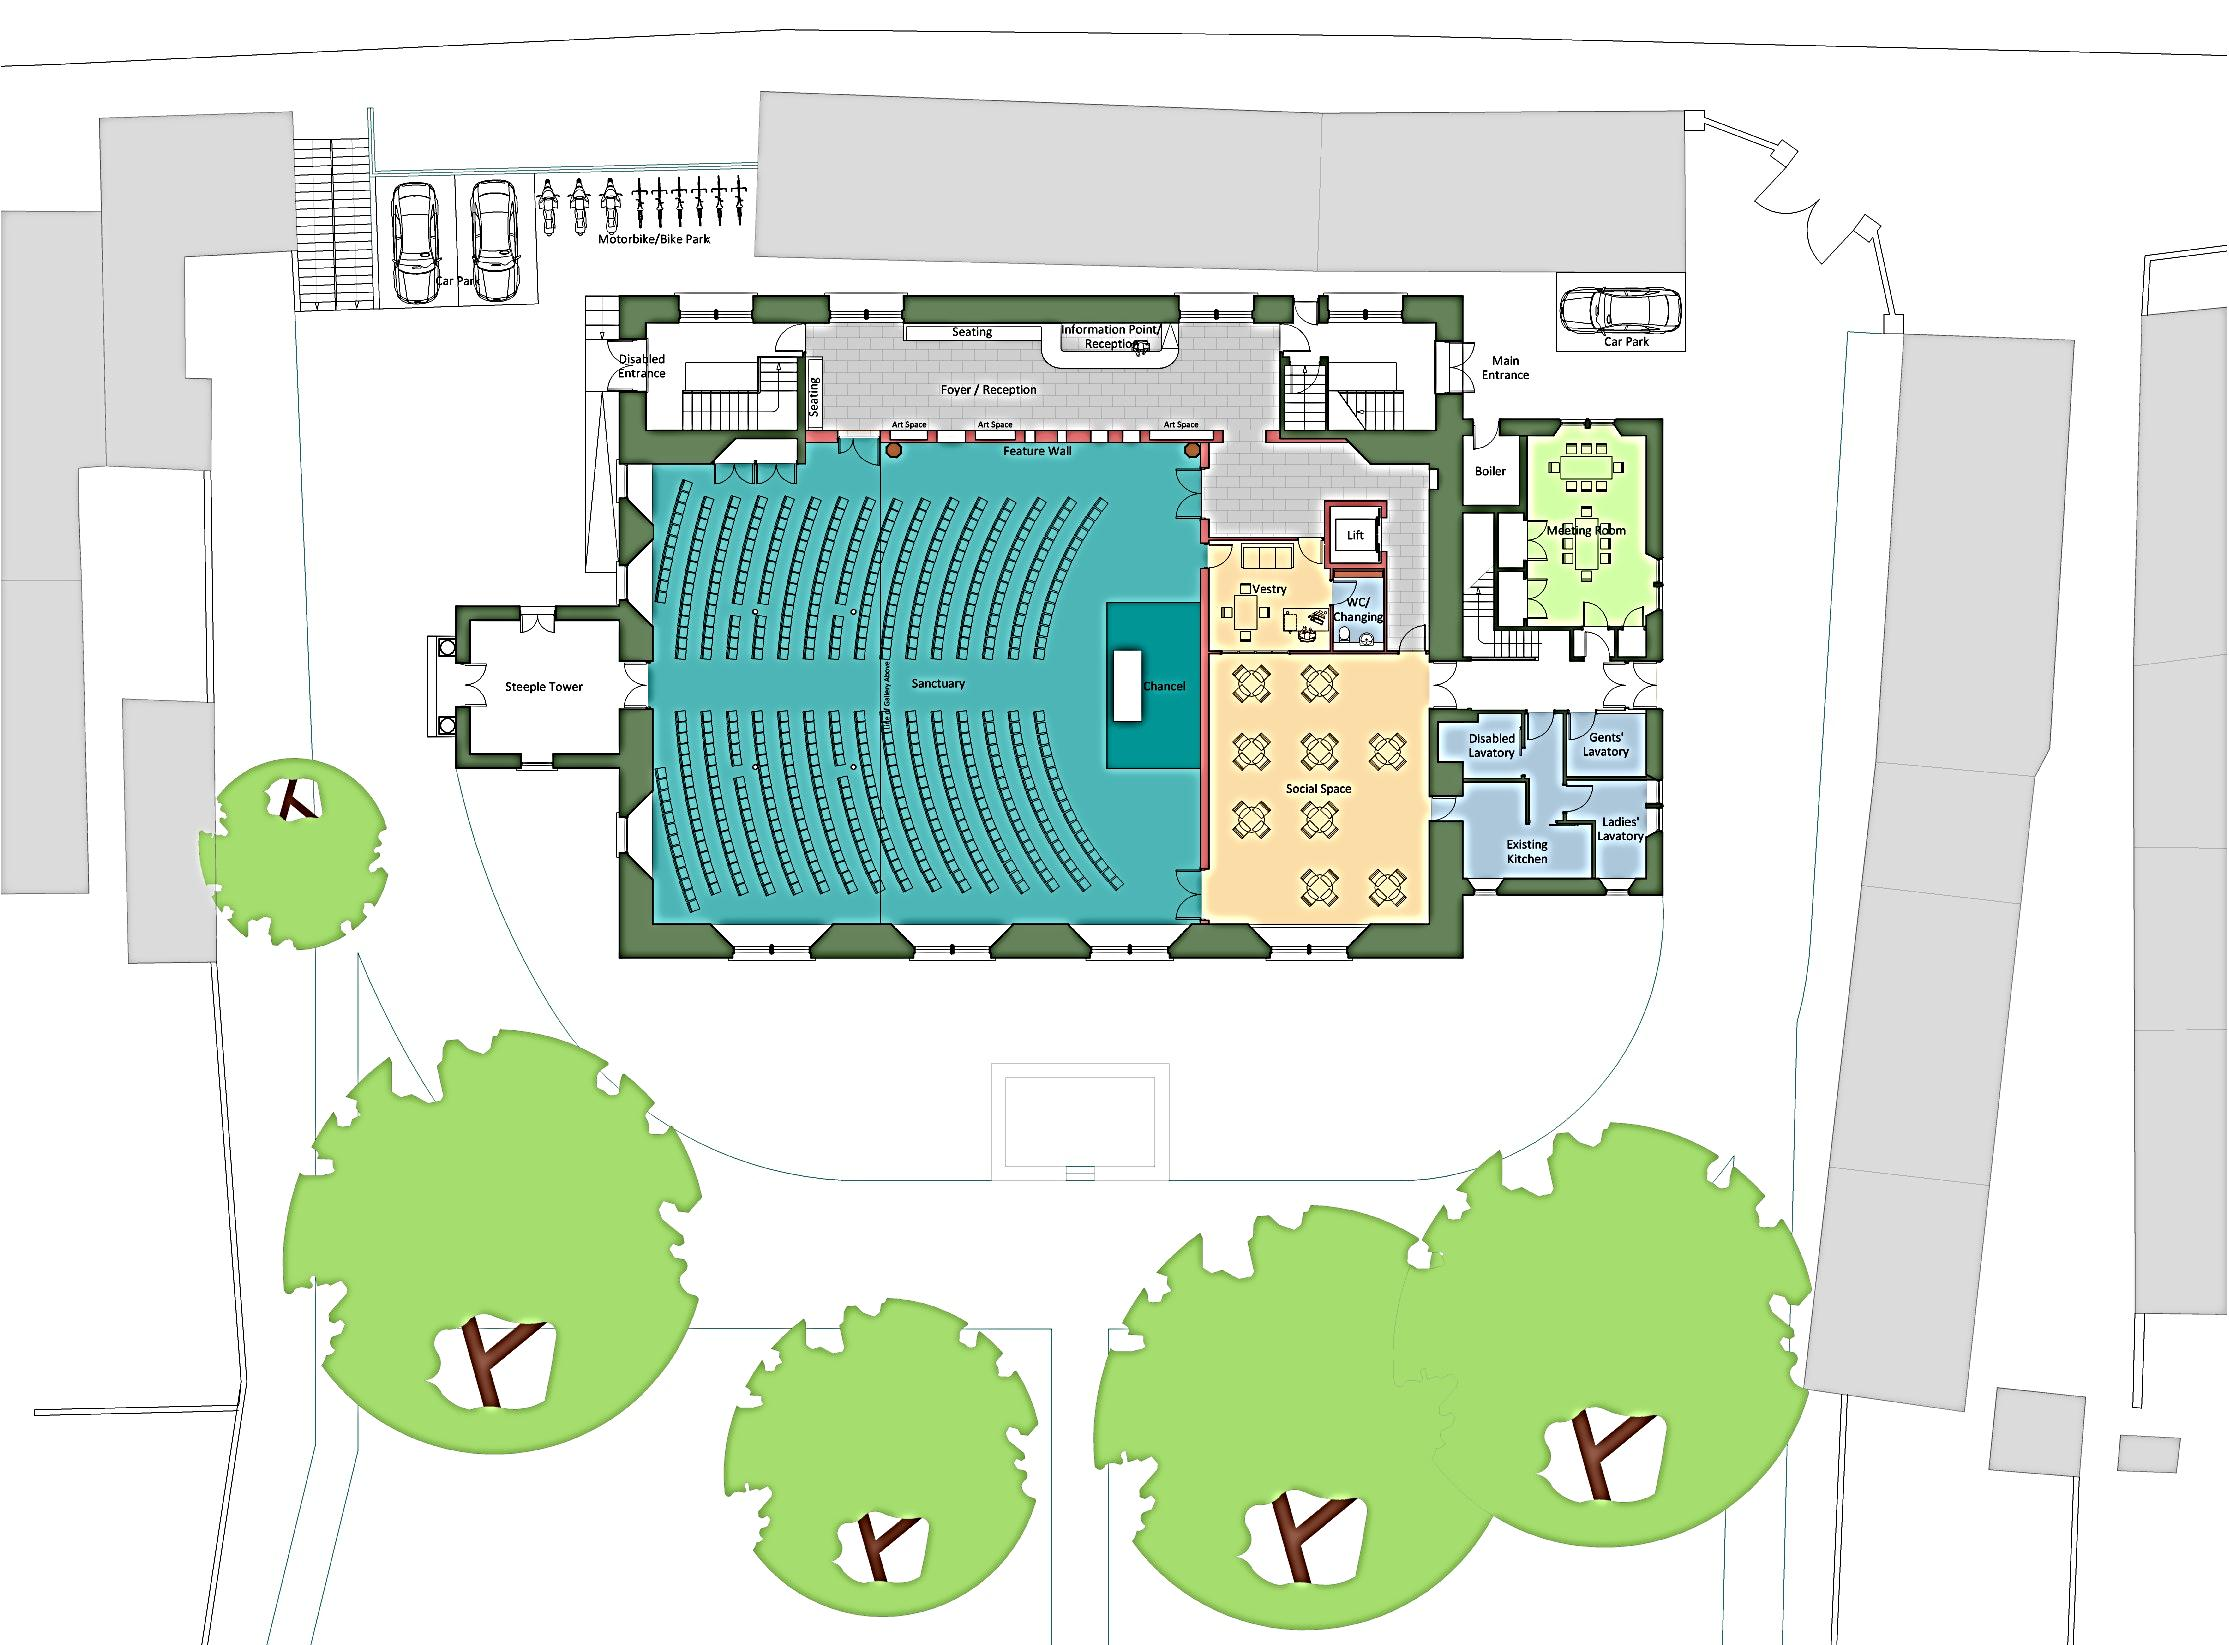 Motorbike/Bike Park
Car Park
Seating
Information Point/
Reception
Disabled
Entrance
Car Park
Main
Entrance
Seating
Foyer / Reception
Art Space
Art Space
Art Space
Feature Wall
Boiler
Meeting Room
Lift
Vestry
WC/
Changing
Steeple Tower
Line of Gallery Above
Sanctuary
Chancel
Disabled
Lavatory
Gents'
Lavatory
Social Space
Ladies'
Lavatory
Existing
Kitchen